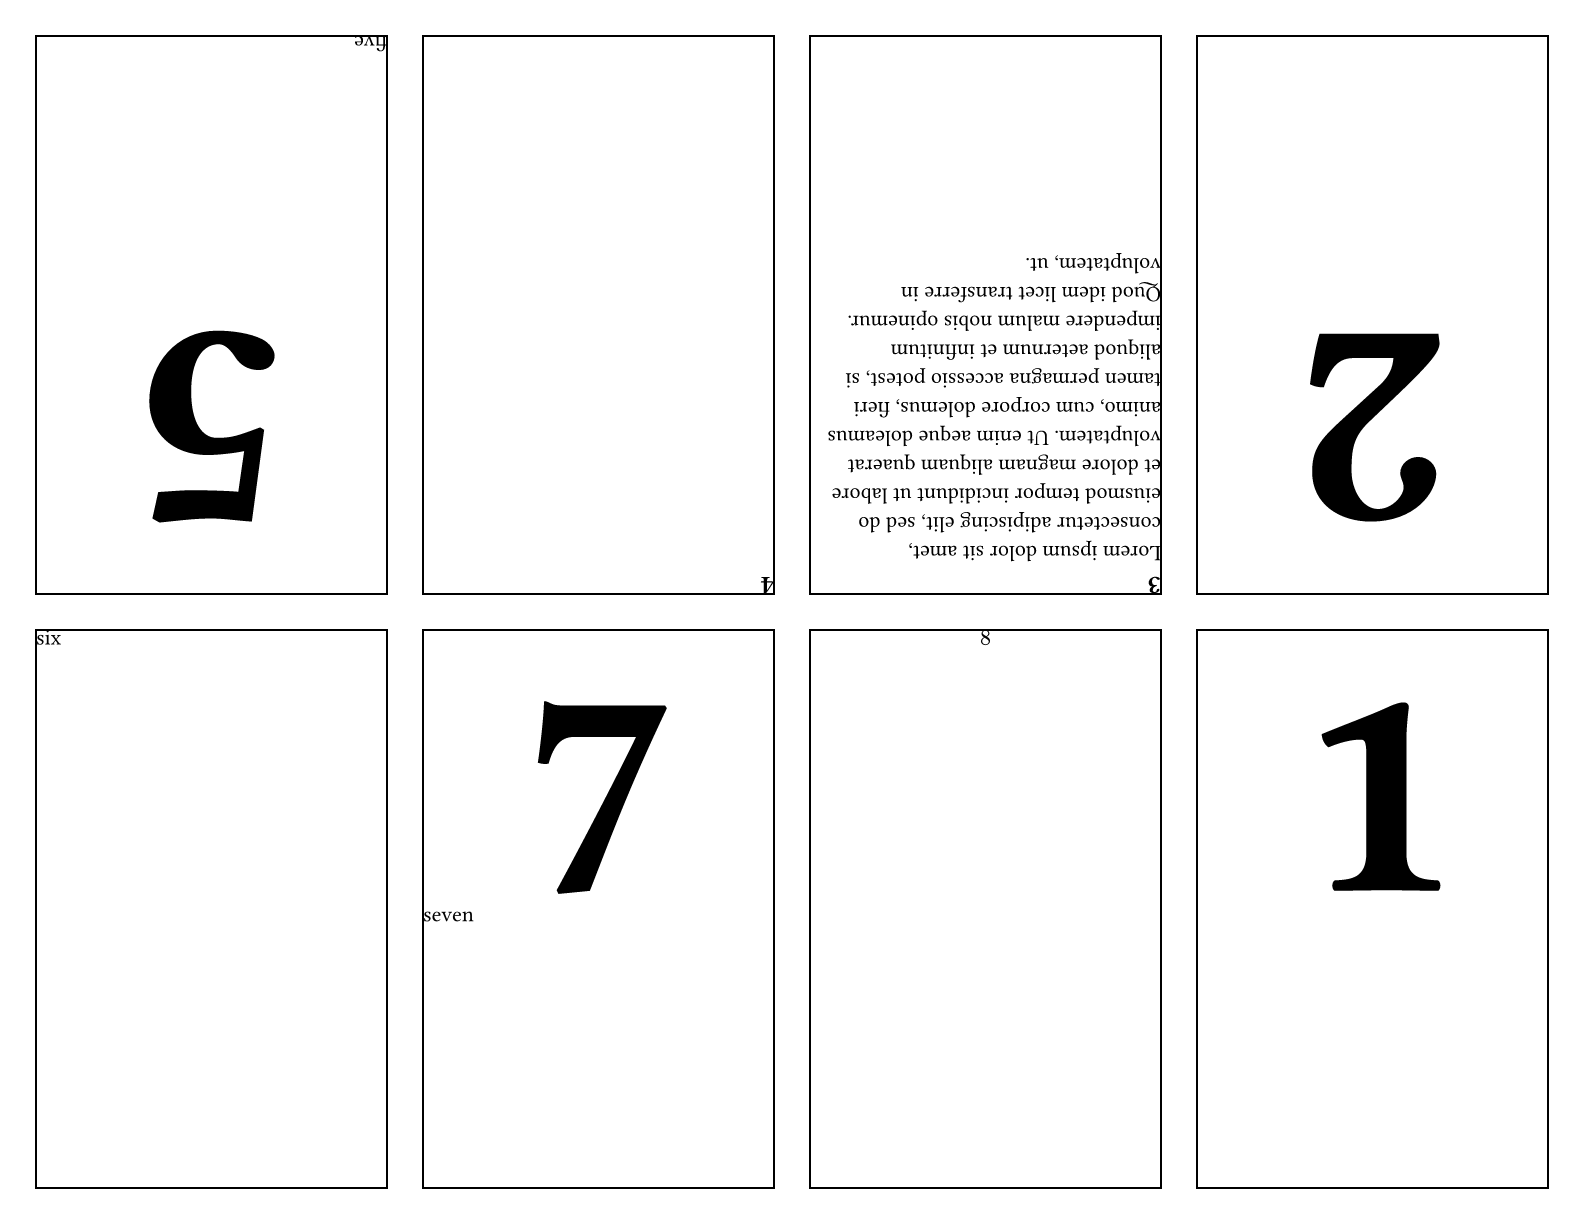 1
2
3
Lorem ipsum dolor sit amet,
consectetur adipiscing elit, sed do
eiusmod tempor incididunt ut labore
et dolore magnam aliquam quaerat
voluptatem. Ut enim aeque doleamus
animo, cum corpore dolemus, fieri
tamen permagna accessio potest, si
aliquod aeternum et infinitum
impendere malum nobis opinemur.
Quod idem licet transferre in
voluptatem, ut.
4
5
five
six
7
seven
8